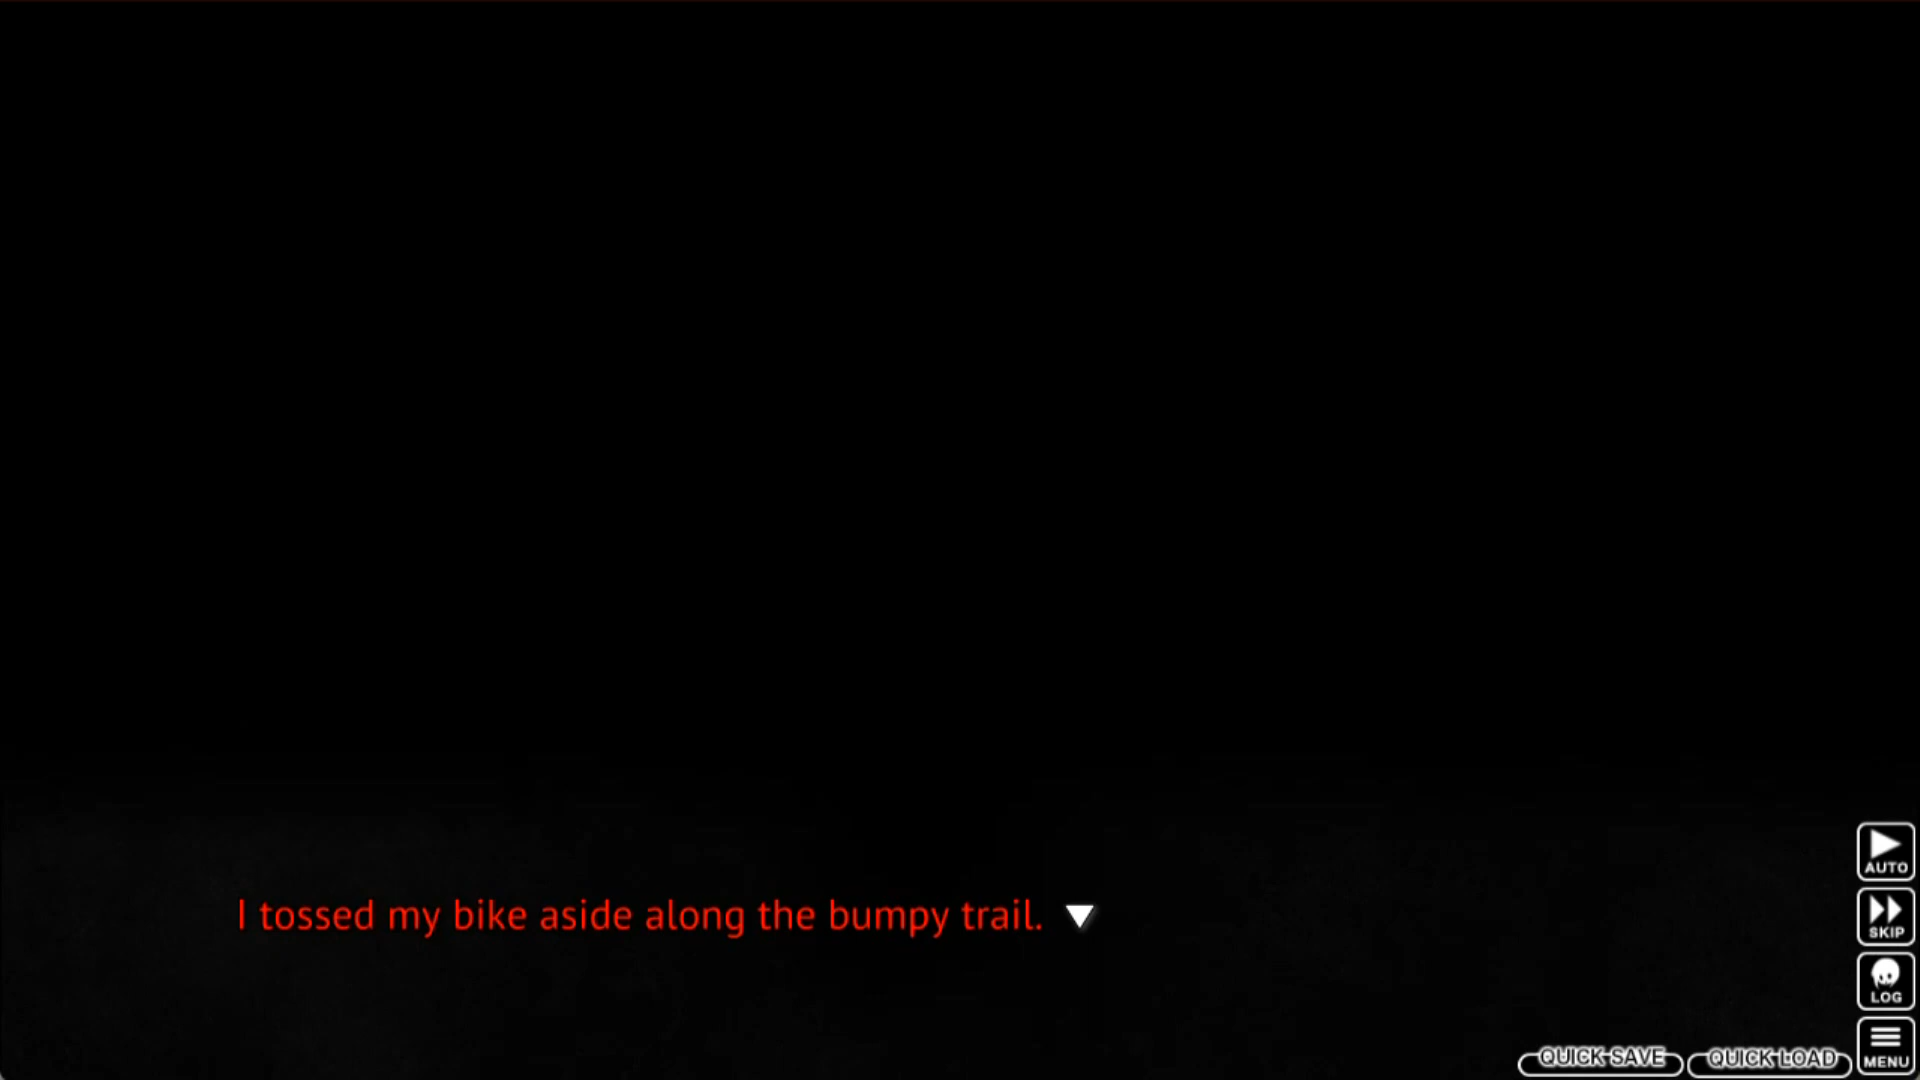 I tossed my bike aside along the bumpy trail.
AUTO
SKIP
LOG
MENU
QUICK SAVE
QUICK LOAD